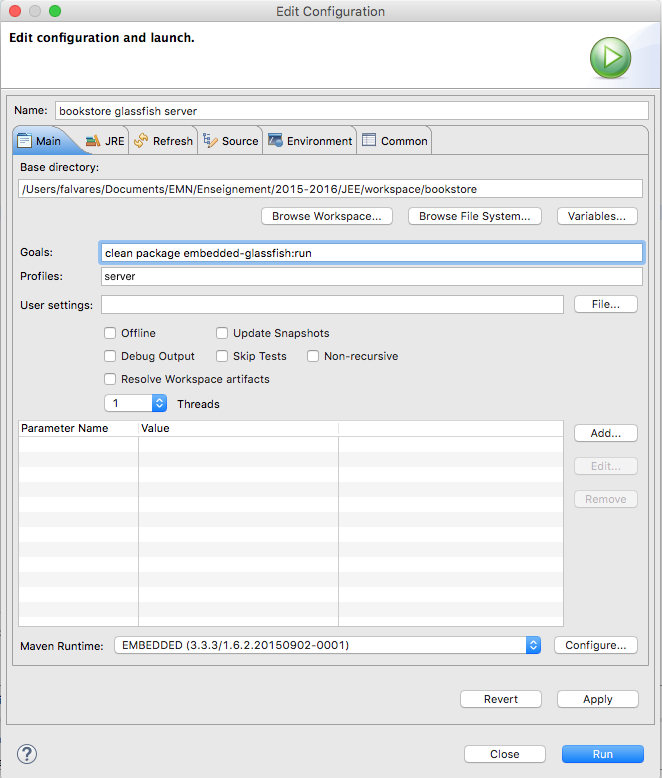 Edit Configuration
Edit configuration and launch.
Name: bookstore glassfish server
Main JRE Refresh Source Environment Common
Base directory:
/Users/falvares/Documents/EMN/Enseignement/2015-2016/JEE/workspace/bookstore
Browse Workspace... Browse File System... Variables...
Goals: clean package embedded-glassfish:run
Profiles: server
User settings: File...
Offline Update Snapshots
Debug Output Skip Tests Non-recursive
Resolve Workspace artifacts
1 Threads
Parameter Name Value
Add...
Edit...
Remove
Maven Runtime: EMBEDDED (3.3.3/1.6.2.20150902-0001) Configure...
Revert Apply
? Close Run